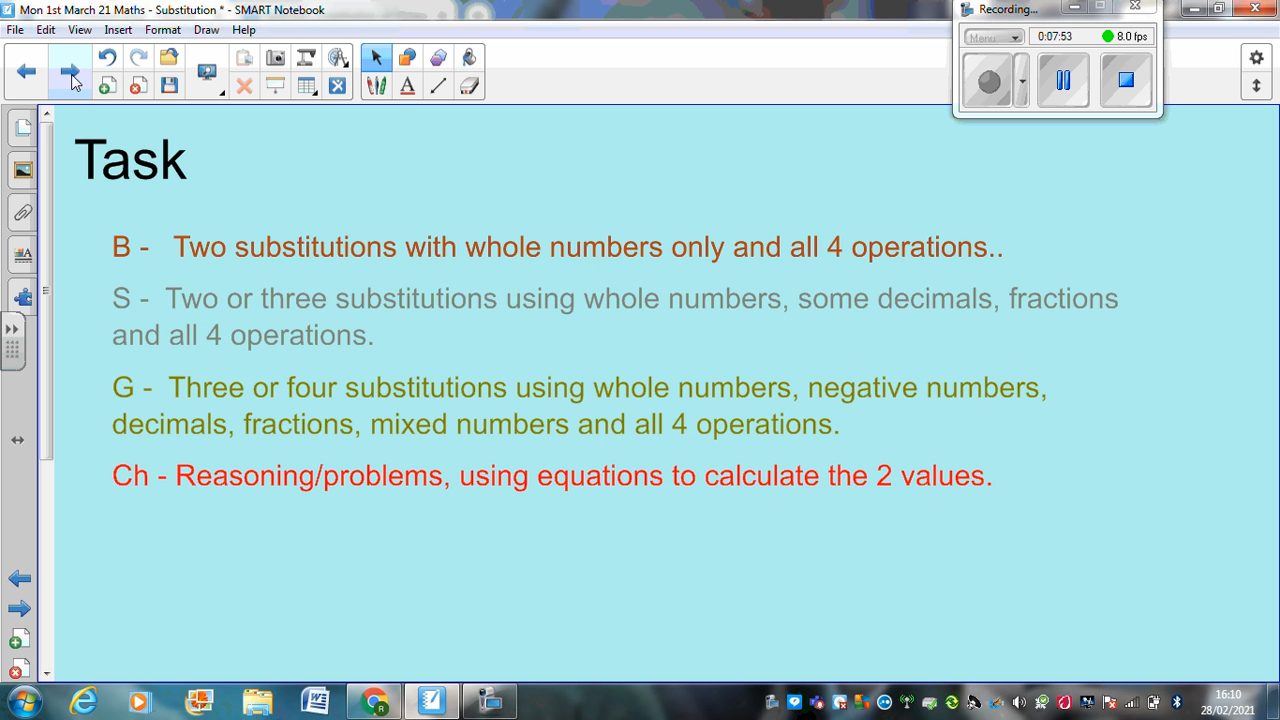 Mon 1st March 21 Maths - Substitution * - SMART Notebook
Recording...
File Edit View Insert Format Draw Help
Menu 0:07:53 8.0 fps
Task
B - Two substitutions with whole numbers only and all 4 operations..
S - Two or three substitutions using whole numbers, some decimals, fractions
and all 4 operations.
G - Three or four substitutions using whole numbers, negative numbers,
decimals, fractions, mixed numbers and all 4 operations.
Ch - Reasoning/problems, using equations to calculate the 2 values.
16:10
28/02/2021